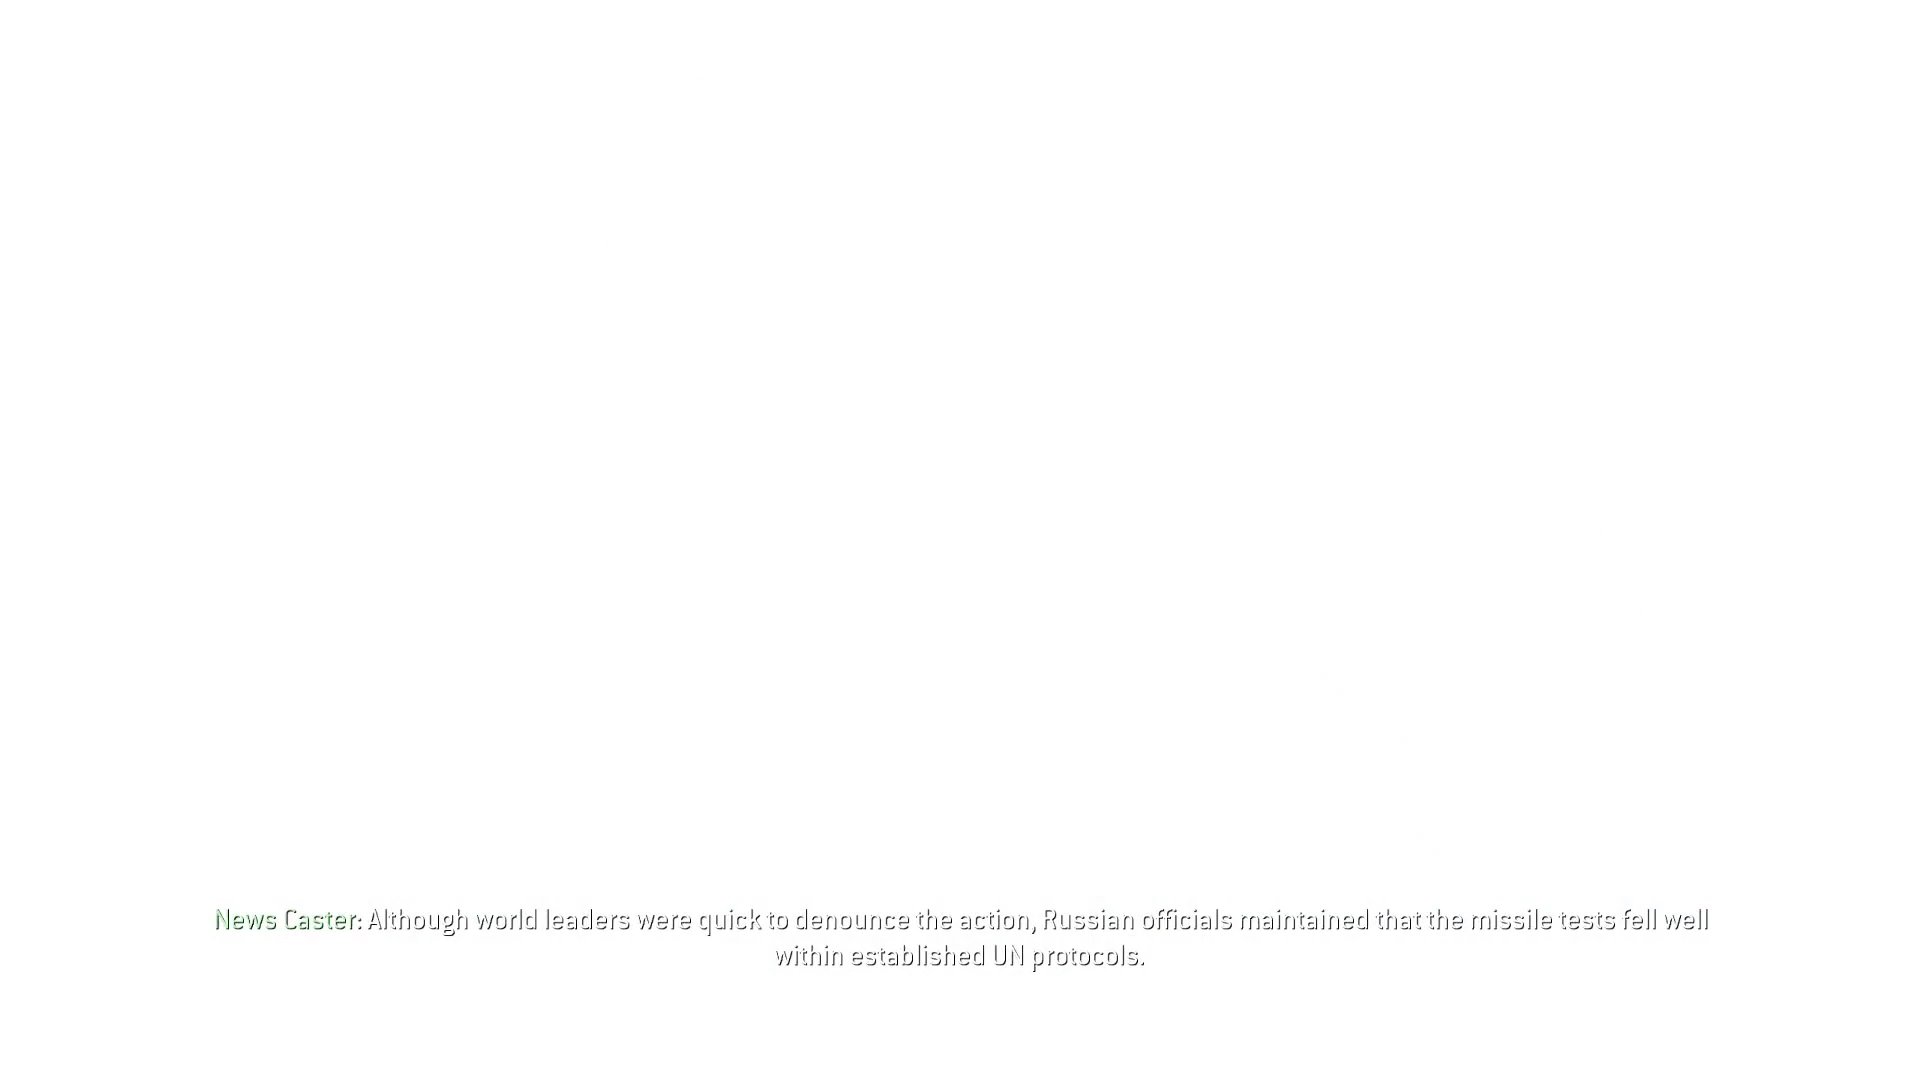 News Caster: Although world leaders were quick to denounce the action, Russian officials maintained that the missile tests fell well
within established UN protocols.